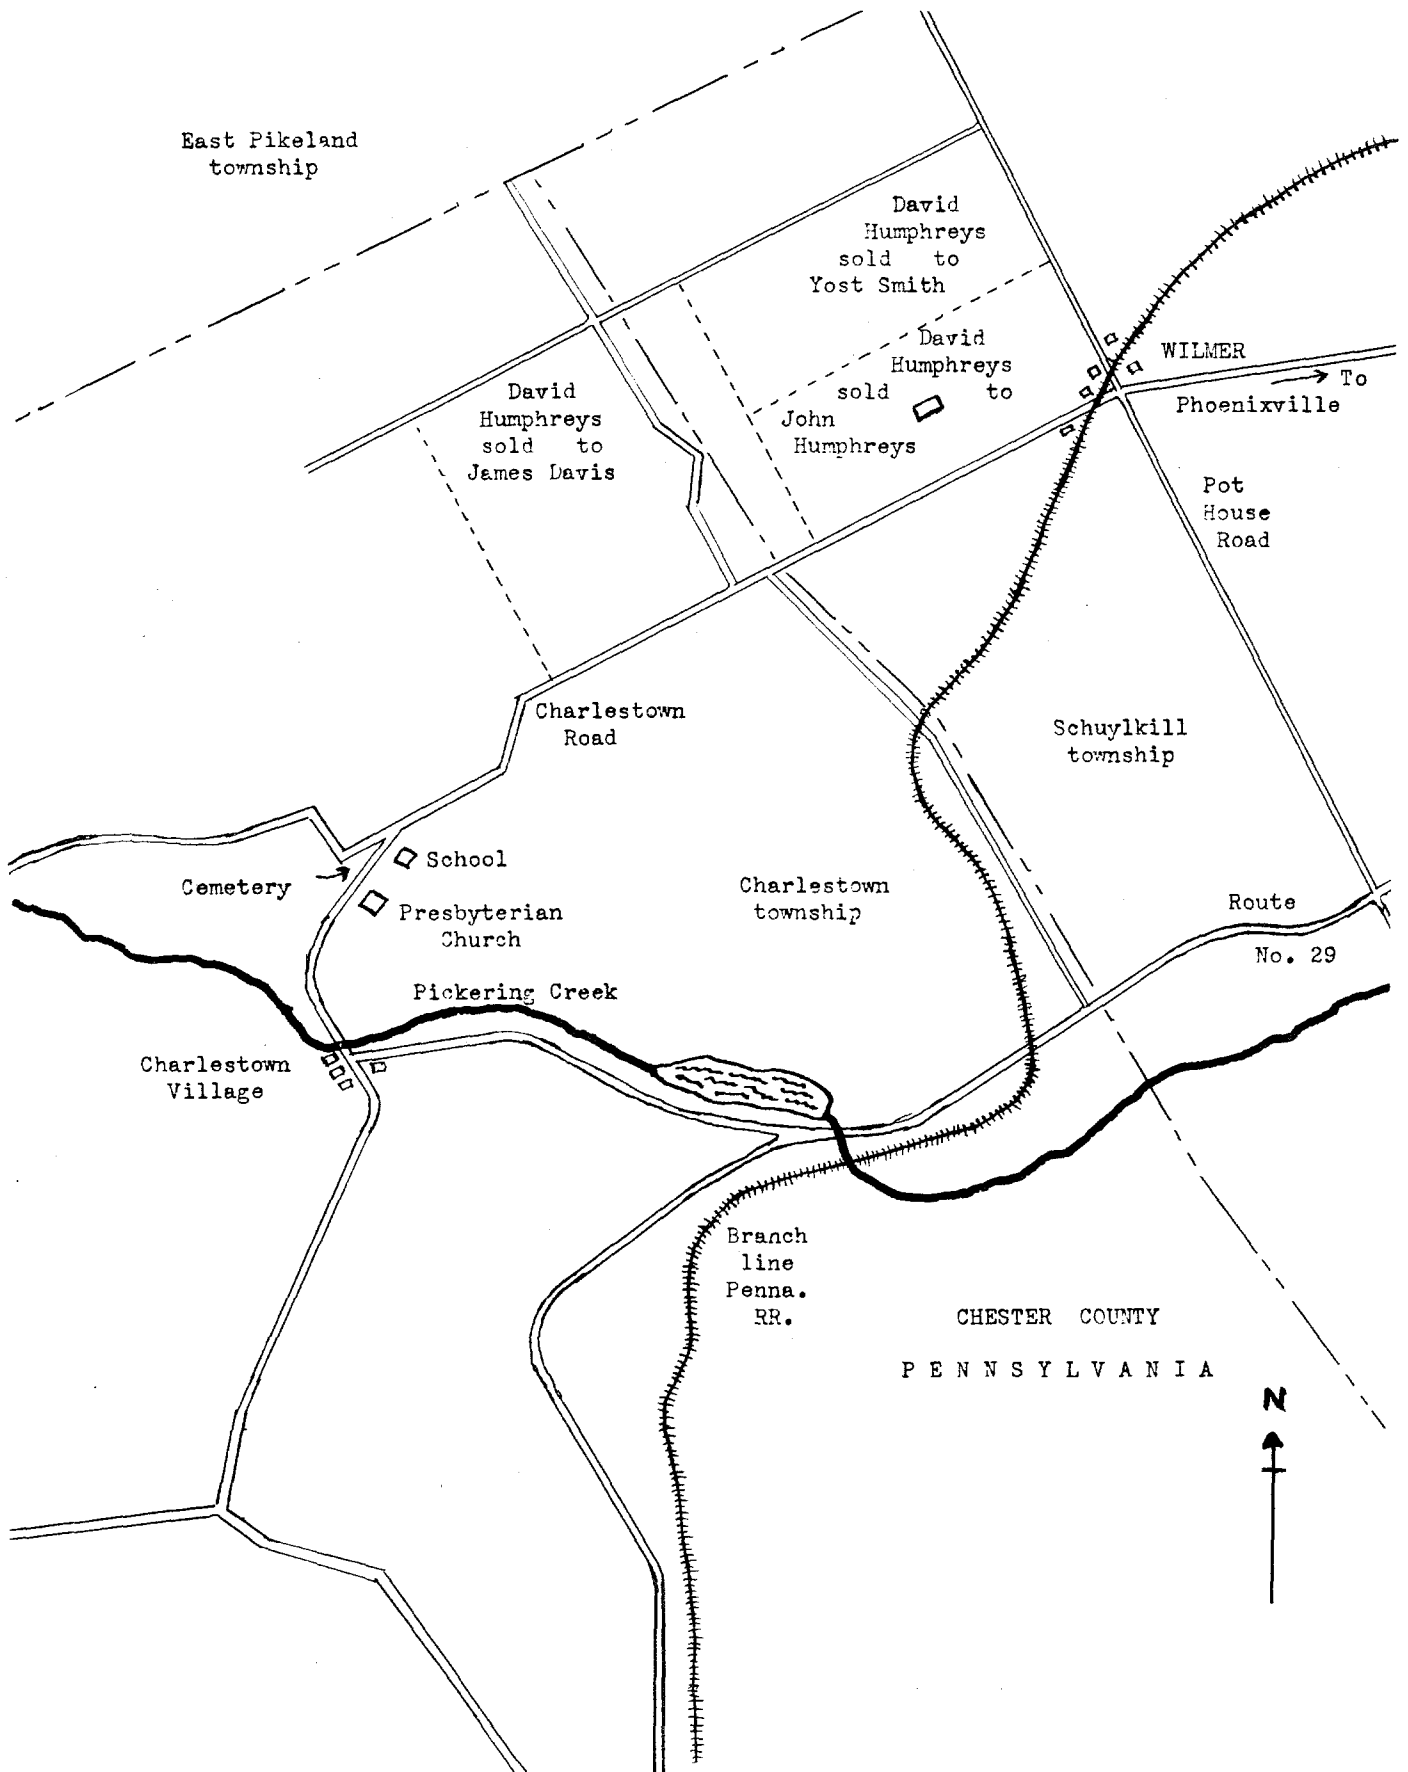 East Pikeland
township
David
Humphreys
sold to
Yost Smith
David
Humphreys
sold to
John
Humphreys
WILMER
To
Phoenixville
David
Humphreys
sold to
James Davis
Pot
House
Road
Charlestown
Road
Schuylkill
township
School
Cemetery
Presbyterian
Church
Charlestown
township
Route
No. 29
Pickering Creek
Charlestown
Village
Branch
line
Penna.
RR.
CHESTER COUNTY
PENNSYLVANIA
N